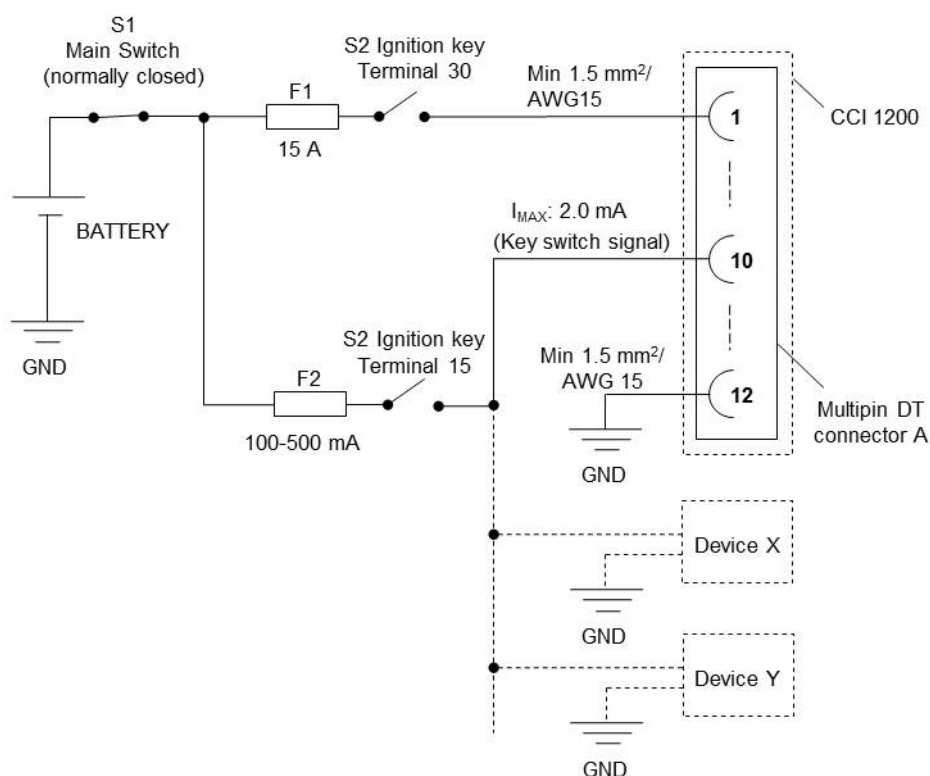 S1
Main Switch
(normally closed)
S2 Ignition key
Terminal 30
Min 1.5 mm²/
AWG15
F1
15 A
1
CCI 1200
BATTERY
IMAX: 2.0 mA
(Key switch signal)
10
GND
S2 Ignition key
Terminal 15
Min 1.5 mm²/
AWG 15
F2
100-500 mA
12
GND
Multipin DT
connector A
Device X
GND
Device Y
GND